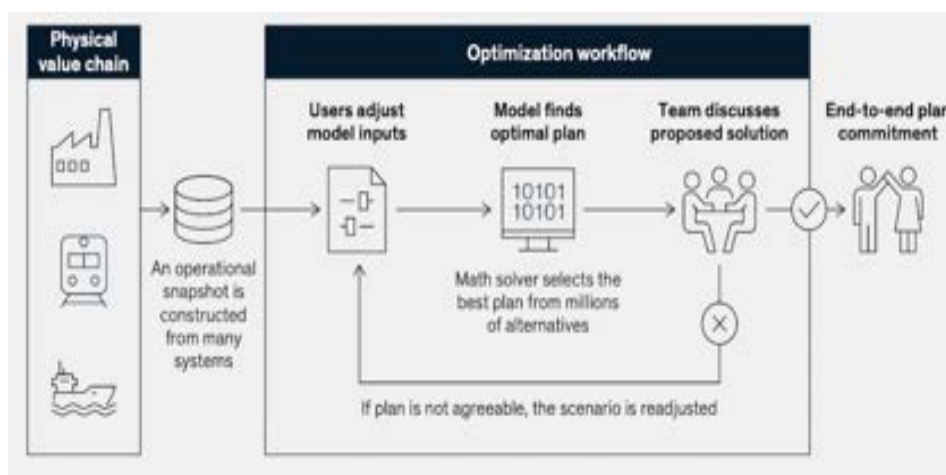 Physical
value chain
Optimization workflow
Users adjust
model inputs
Model finds
optimal plan
Team discusses
proposed solution
End-to-end plan
commitment
10101
10101
An operational
snapshot is
constructed
from many
systems
Math solver selects the
best plan from millions
of alternatives
If plan is not agreeable, the scenario is readjusted